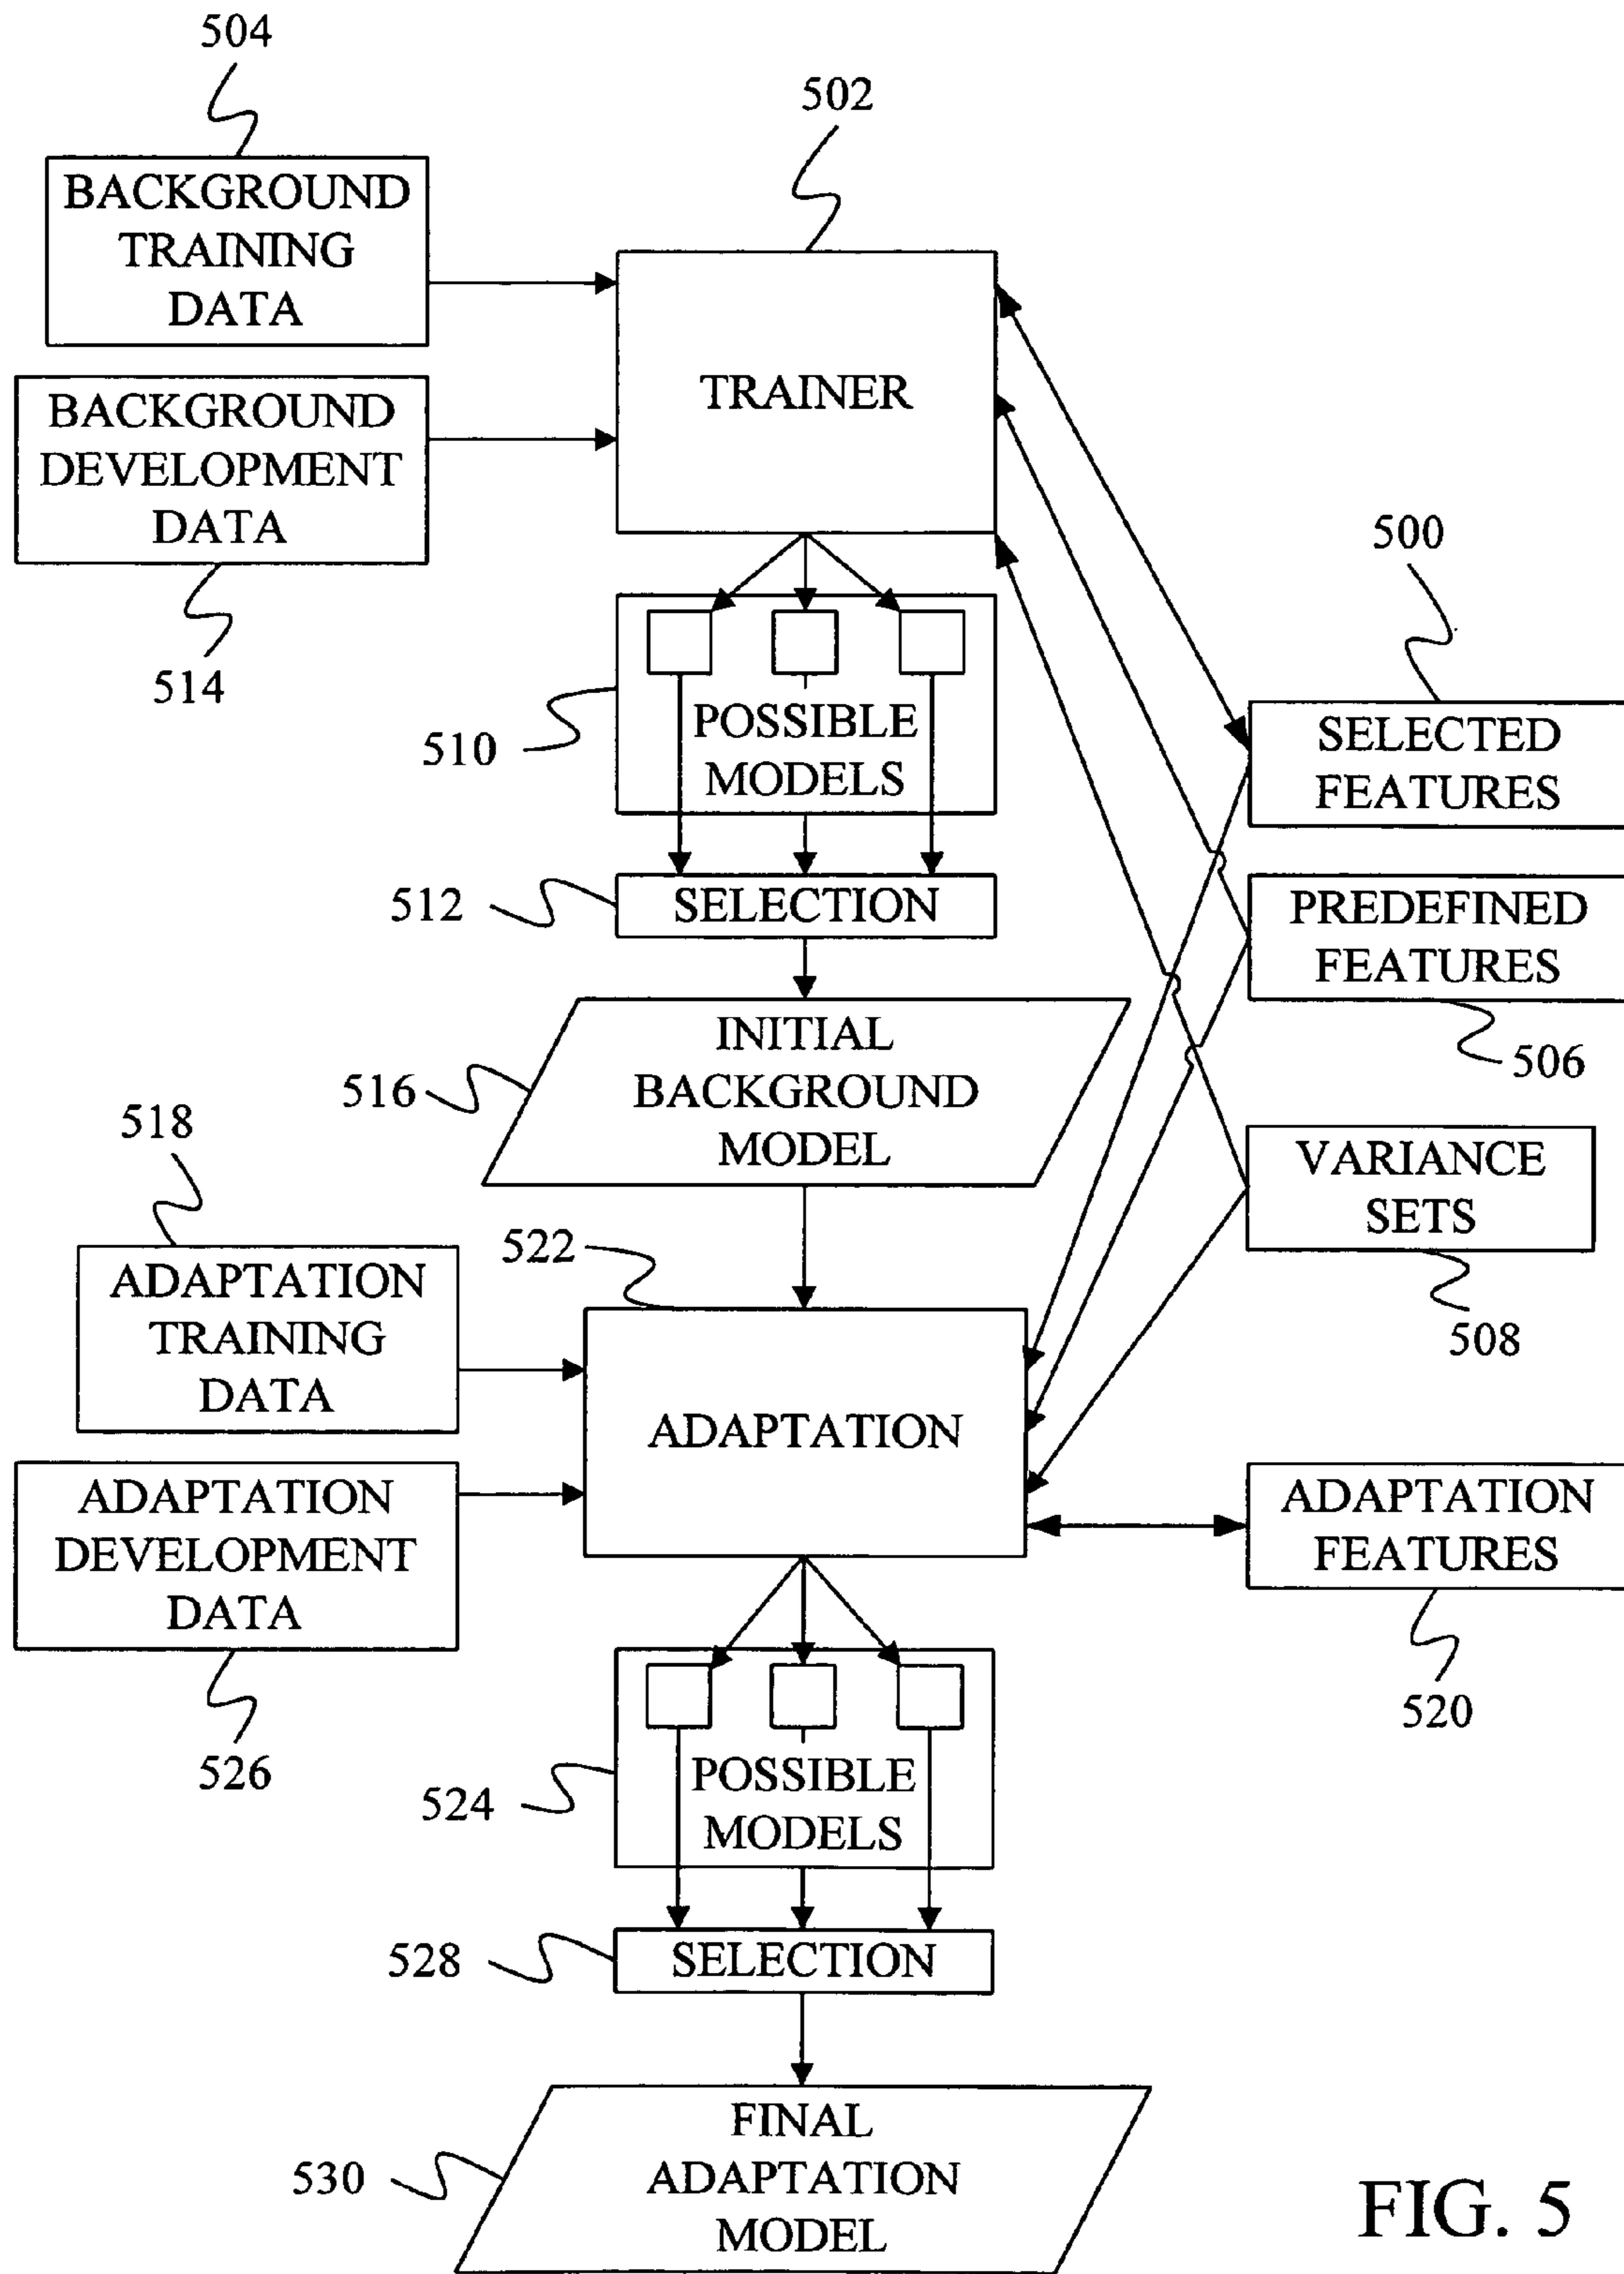 504
502
BACKGROUND
TRAINING
DATA
TRAINER
BACKGROUND
DEVELOPMENT
DATA
514
500
SELECTED
FEATURES
510
POSSIBLE
MODELS
512
SELECTION
PREDEFINED
FEATURES
506
516
INITIAL
BACKGROUND
MODEL
VARIANCE
SETS
508
518
522
ADAPTATION
TRAINING
DATA
ADAPTATION
ADAPTATION
DEVELOPMENT
DATA
526
ADAPTATION
FEATURES
520
524
POSSIBLE
MODELS
528
SELECTION
530
FINAL
ADAPTATION
MODEL
FIG. 5